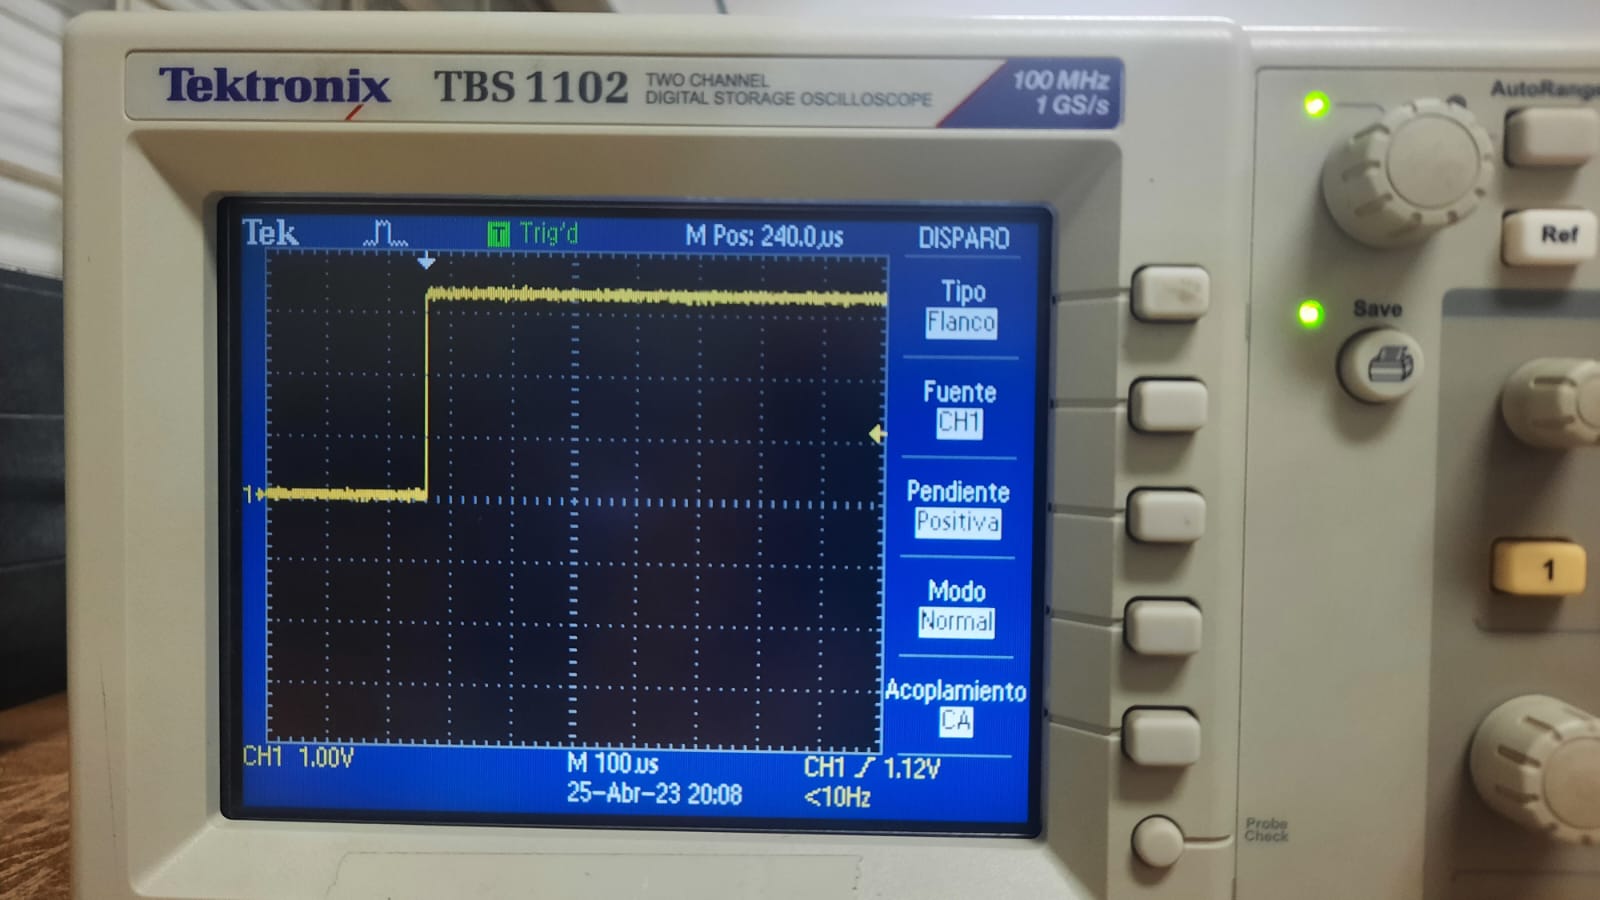 Tektronix TBS 1102 TWO CHANNEL
DIGITAL STORAGE OSCILLOSCOPE
100 MHz
1 GS/s
AutoRange
Ref
Save
1
Probe
Check
Tek T Trig'd M Pos: 240.0µs DISPARO
Tipo
Flanco
Fuente
CH1
Pendiente
Positiva
Modo
Normal
Acoplamiento
CA
1
CH1 1.00V M 100µs CH1 1.12V
25-Abr-23 20:08 <10Hz